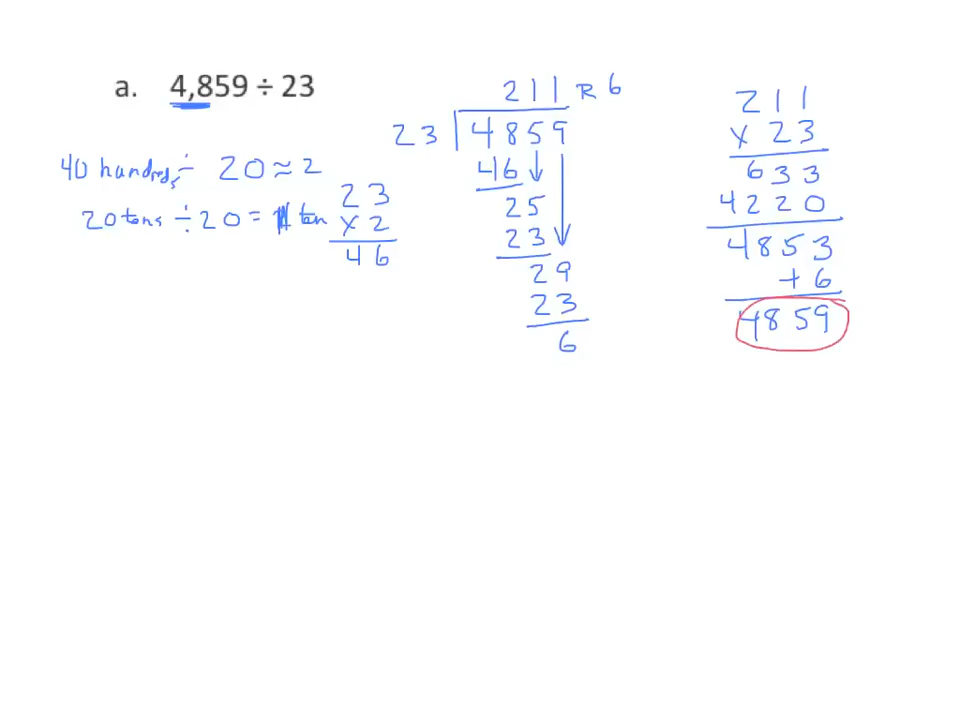 a. 4,859 ÷ 23
40 hundreds ÷ 20 ≈ 2
20 tens ÷ 20 = 1 ten
23
x 2
46
211 R 6
23 4859
46
25
23
29
23
6
211
x 23
633
4220
4853
+ 6
4859